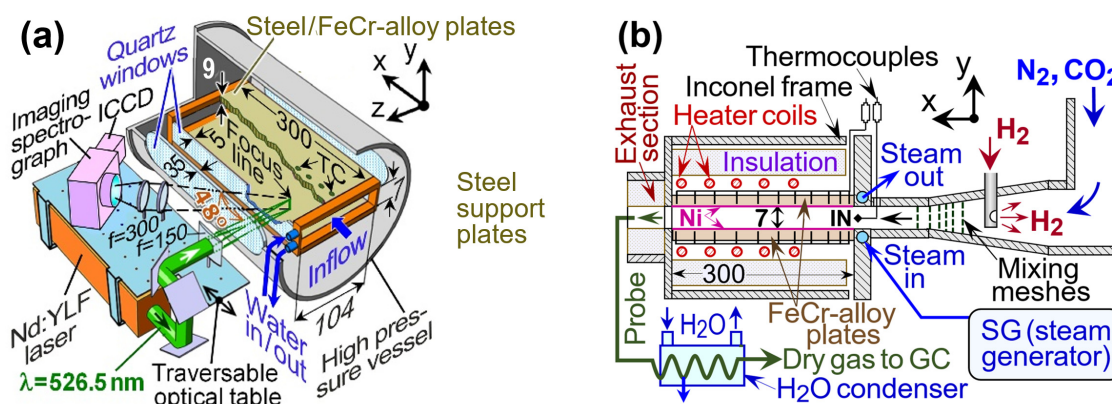 (a)
Steel/FeCr-alloy plates
Quartz
windows
9
y
x
z
Imaging
spectro-
graph
ICCD
300
TC
Focus
line
35
7
4.8°
f=300
f=150
Inflow
Steel
support
plates
Nd:YLF
laser
Water
in/out
104
High pres-
sure vessel
λ=526.5 nm
Traversable
optical table
(b)
Thermocouples
Inconel frame
y
x
N2, CO2
Exhaust
section
Heater coils
H2
Insulation
Steam
out
Ni
7
IN
H2
Steam
in
Mixing
meshes
300
Probe
FeCr-alloy
plates
H2O
SG (steam
generator)
Dry gas to GC
H2O condenser